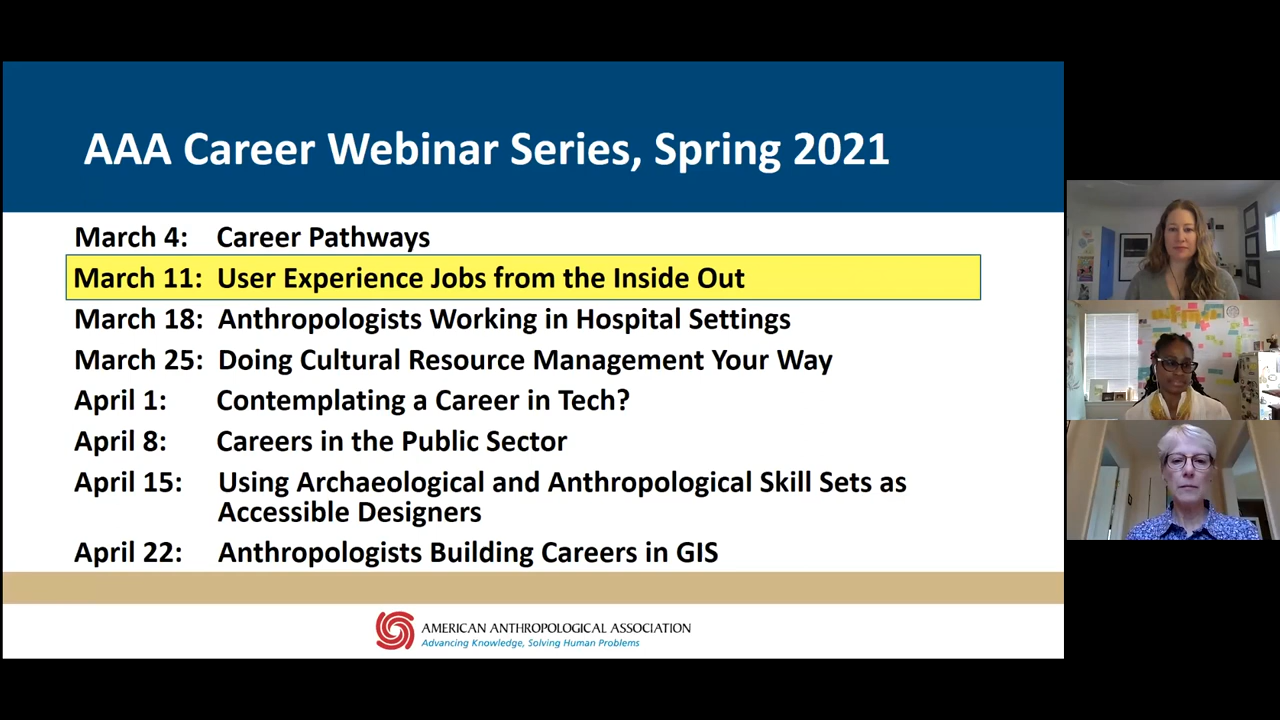 AAA Career Webinar Series, Spring 2021
March 4: Career Pathways
March 11: User Experience Jobs from the Inside Out
March 18: Anthropologists Working in Hospital Settings
March 25: Doing Cultural Resource Management Your Way
April 1: Contemplating a Career in Tech?
April 8: Careers in the Public Sector
April 15: Using Archaeological and Anthropological Skill Sets as
Accessible Designers
April 22: Anthropologists Building Careers in GIS
AMERICAN ANTHROPOLOGICAL ASSOCIATION
Advancing Knowledge, Solving Human Problems